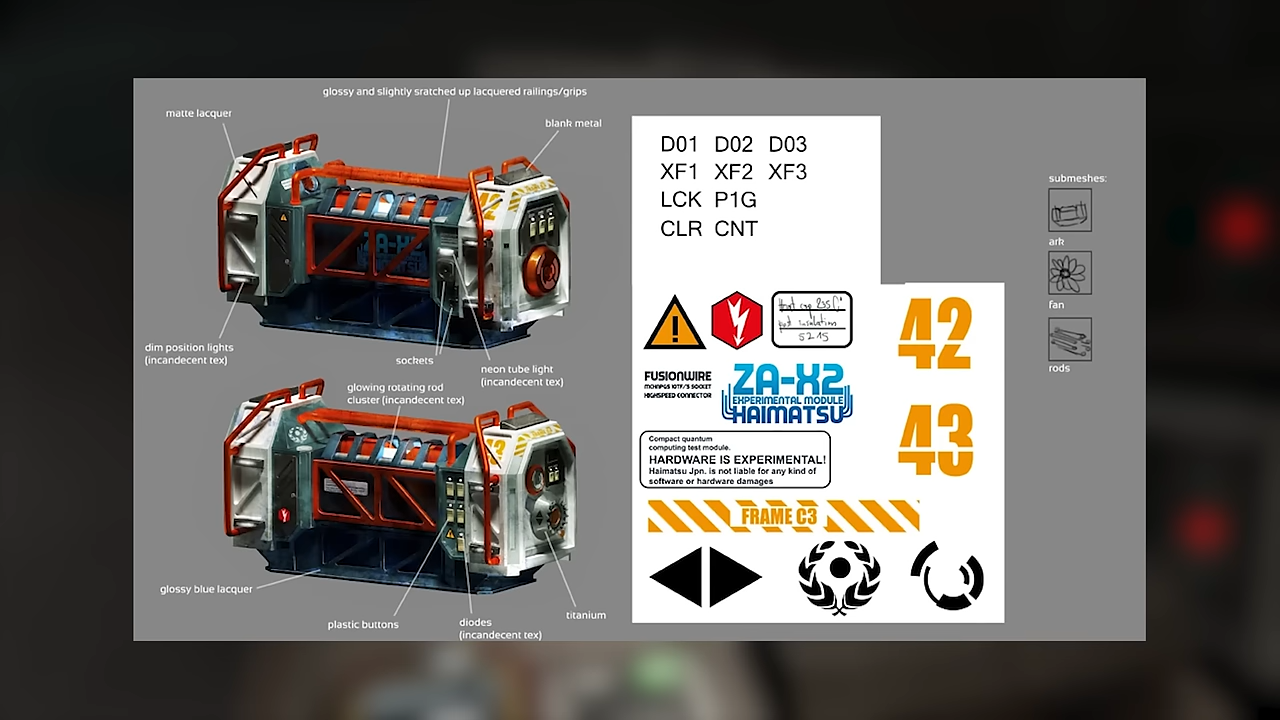 glossy and slightly sratched up lacquered railings/grips
matte lacquer
blank metal
dim position lights
(incandecent tex)
sockets
neon tube light
(incandecent tex)
glowing rotating rod
cluster (incandecent tex)
glossy blue lacquer
plastic buttons
diodes
(incandecent tex)
titanium
42
ZA-X2
HAIMATSU
D01 D02 D03
XF1 XF2 XF3
LCK P1G
CLR CNT
42
FUSIONWIRE
HIGHSPEED CONNECTOR
ZA-X2
EXPERIMENTAL MODULE
HAIMATSU
43
Compact quantum
computing test module.
HARDWARE IS EXPERIMENTAL!
Haimatsu Jpn. is not liable for any kind of
software or hardware damages
FRAME C3
submeshes:
ark
fan
rods